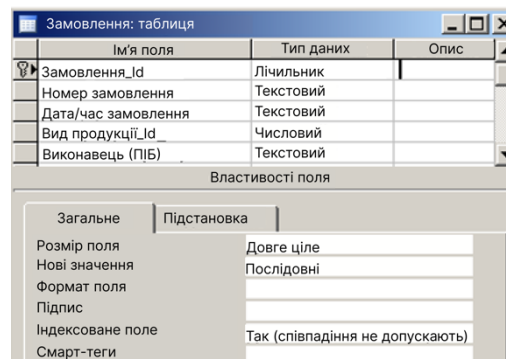 Замовлення: таблиця
Ім'я поля Тип даних Опис
Замовлення_Id Лічильник
Номер замовлення Текстовий
Дата/час замовлення Текстовий
Вид продукції_Id Числовий
Виконавець (ПІБ) Текстовий
Властивості поля
Загальне Підстановка
Розмір поля Довге ціле
Нові значення Послідовні
Формат поля
Підпис
Індексоване поле Так (співпадіння не допускають)
Смарт-теги